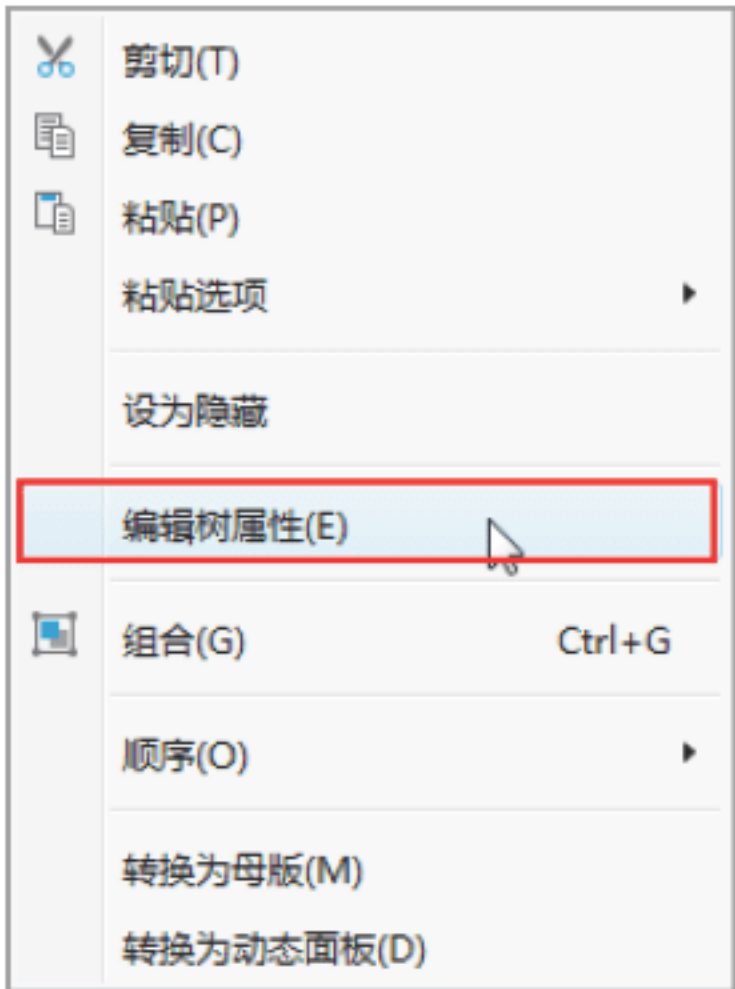 剪切(T)
复制(C)
粘贴(P)
粘贴选项
设为隐藏
编辑树属性(E)
组合(G) Ctrl+G
顺序(O)
转换为母版(M)
转换为动态面板(D)